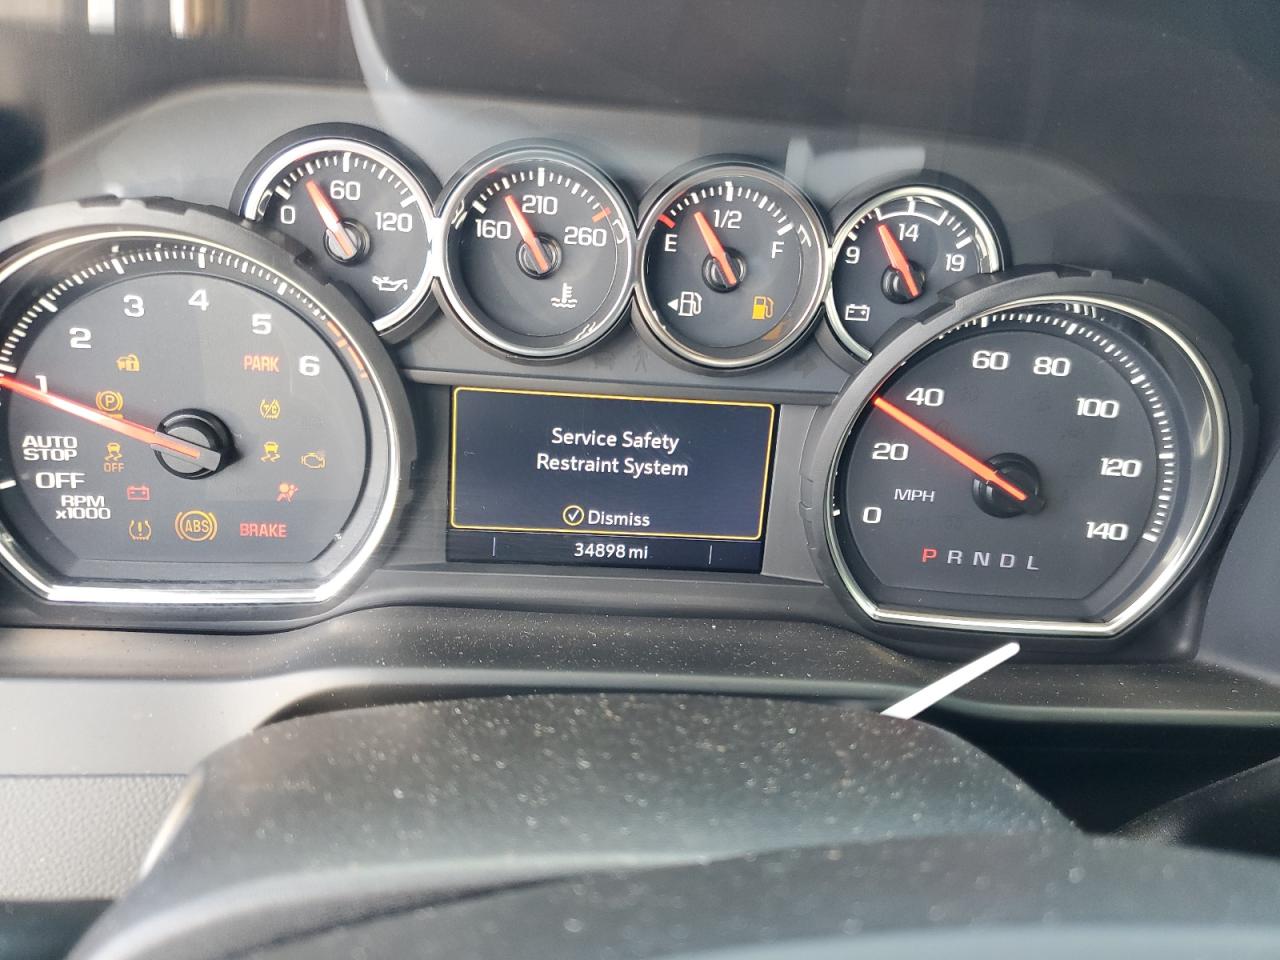 60
0
120
210
160
260
1/2
E
F
14
9
19
3
4
2
5
1
6
PARK
P
AUTO
STOP
OFF
OFF
RPM
x1000
ABS
BRAKE
Service Safety
Restraint System
Dismiss
34898 mi
60
80
40
100
20
120
MPH
0
140
P R N D L